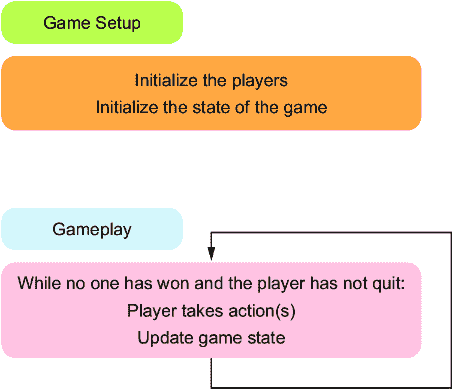 Game Setup
Initialize the players
Initialize the state of the game
Gameplay
While no one has won and the player has not quit:
Player takes action(s)
Update game state